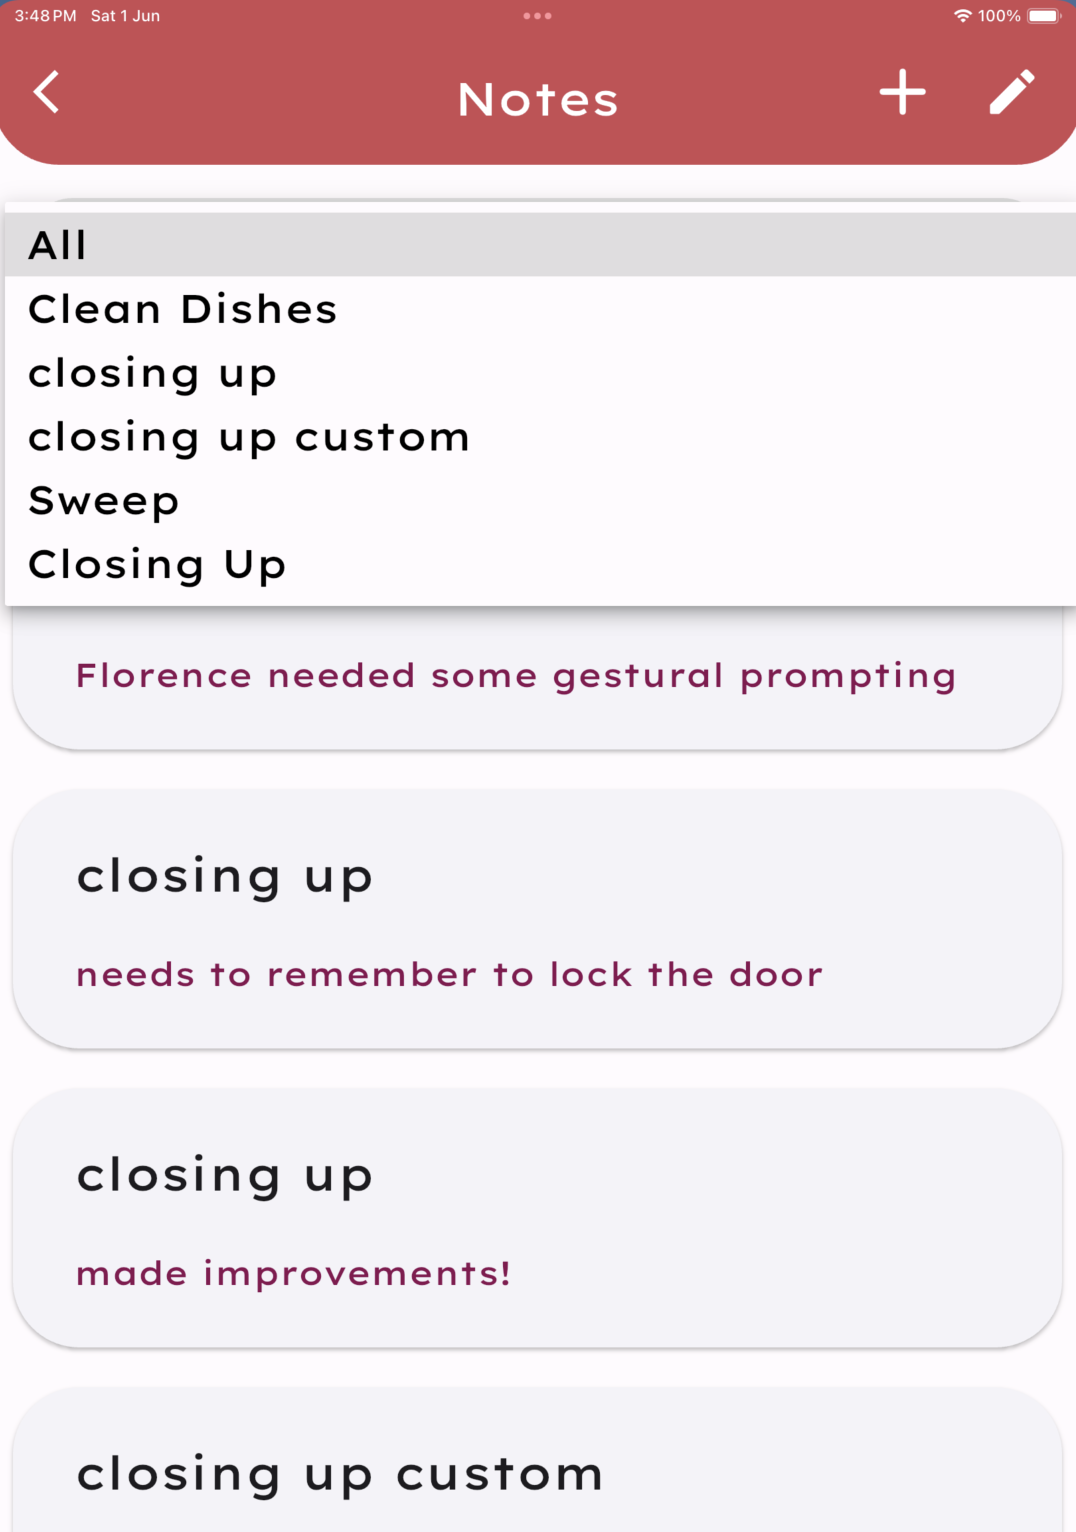 3:48 PM Sat 1 Jun
100%
Notes
All
Clean Dishes
closing up
closing up custom
Sweep
Closing Up
Florence needed some gestural prompting
closing up
needs to remember to lock the door
closing up
made improvements!
closing up custom